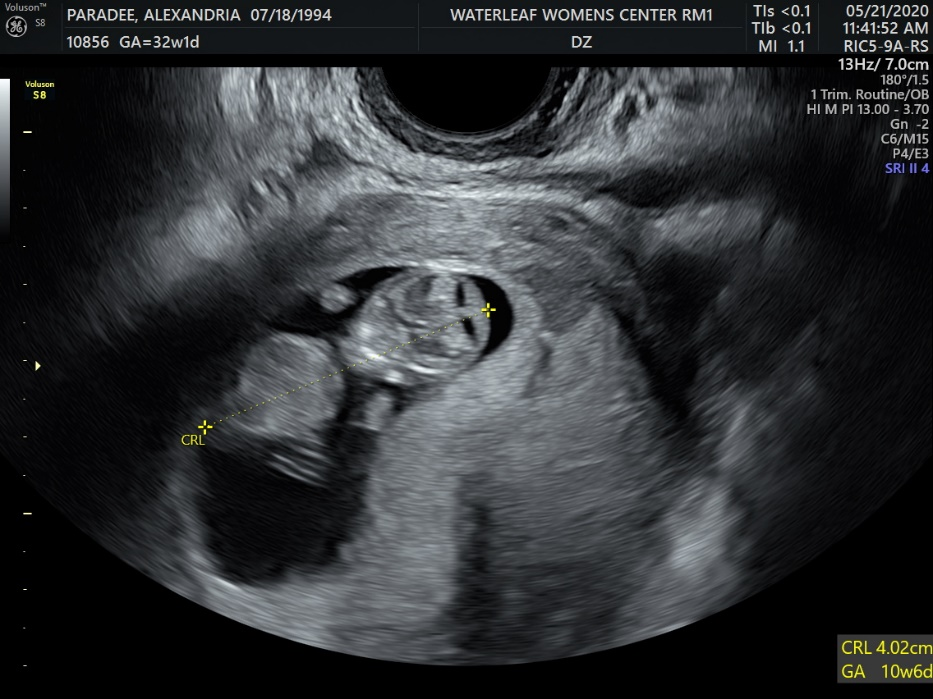 Voluson™
S8
PARADEE, ALEXANDRIA 07/18/1994
10856 GA=32w1d
WATERLEAF WOMENS CENTER RM1
DZ
TIs <0.1
TIb <0.1
MI 1.1
05/21/2020
11:41:52 AM
RIC5-9A-RS
13Hz/ 7.0cm
180°/1.5
1 Trim. Routine/OB
HI M PI 13.00 - 3.70
Gn -2
C6/M15
P4/E3
SRI II 4
Voluson
S8
CRL
CRL 4.02cm
GA 10w6d